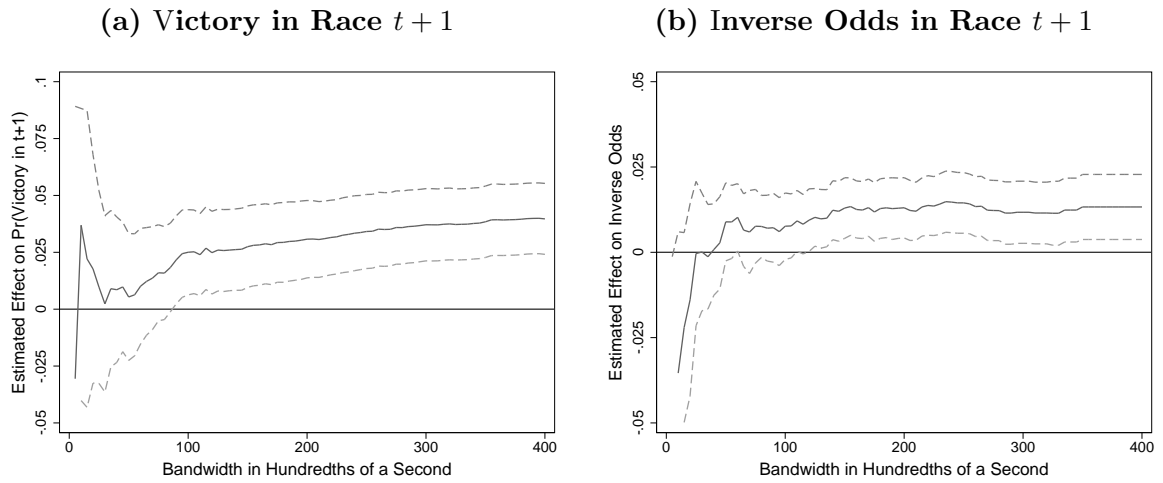 (a) Victory in Race t + 1
Estimated Effect on Pr(Victory in t+1)
.1
.075
.05
.025
0
-.025
-.05
0 100 200 300 400
Bandwidth in Hundredths of a Second
(b) Inverse Odds in Race t + 1
Estimated Effect on Inverse Odds
.05
.025
0
-.025
-.05
0 100 200 300 400
Bandwidth in Hundredths of a Second